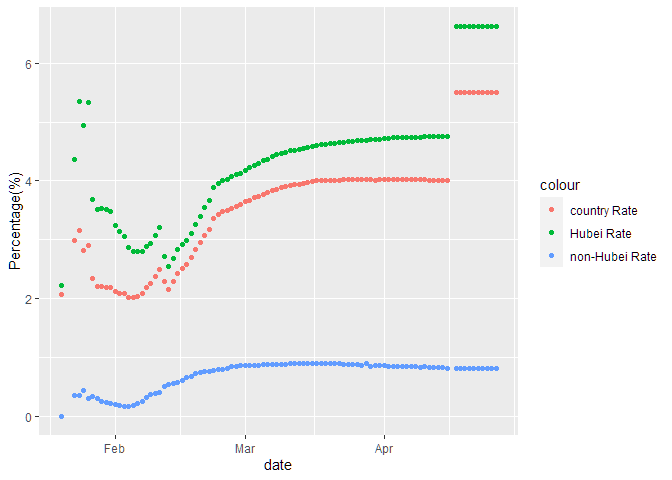 Percentage(%)
6
4
2
0
Feb
Mar
Apr
date
colour
country Rate
Hubei Rate
non-Hubei Rate